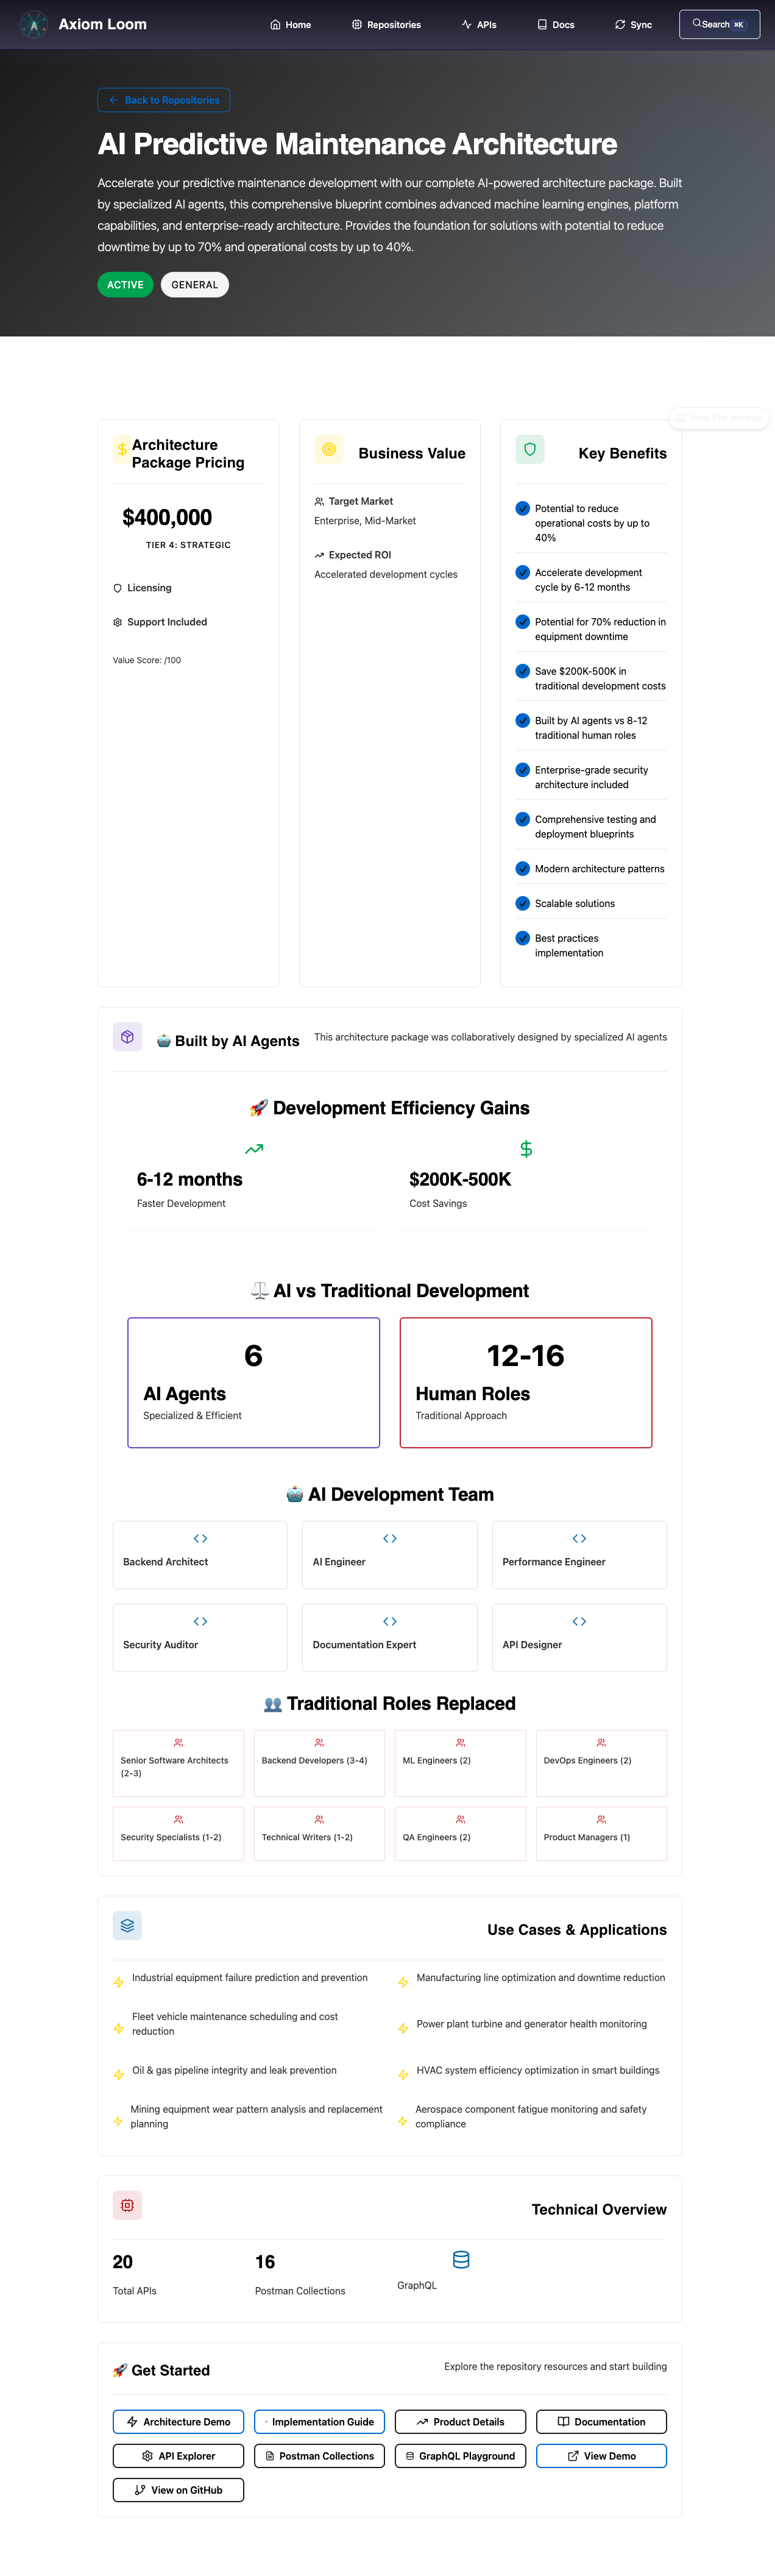 Axiom Loom
Home
Repositories
APIs
Docs
Sync
Search ⌘K
Back to Repositories
AI Predictive Maintenance Architecture
Accelerate your predictive maintenance development with our complete AI-powered architecture package. Built
by specialized AI agents, this comprehensive blueprint combines advanced machine learning engines, platform
capabilities, and enterprise-ready architecture. Provides the foundation for solutions with potential to reduce
downtime by up to 70% and operational costs by up to 40%.
ACTIVE
GENERAL
Press ? for shortcuts
Architecture
Package Pricing
$400,000
TIER 4: STRATEGIC
Licensing
Support Included
Value Score: /100
Business Value
Target Market
Enterprise, Mid-Market
Expected ROI
Accelerated development cycles
Key Benefits
Potential to reduce
operational costs by up to
40%
Accelerate development
cycle by 6-12 months
Potential for 70% reduction in
equipment downtime
Save $200K-500K in
traditional development costs
Built by AI agents vs 8-12
traditional human roles
Enterprise-grade security
architecture included
Comprehensive testing and
deployment blueprints
Modern architecture patterns
Scalable solutions
Best practices
implementation
🤖 Built by AI Agents
This architecture package was collaboratively designed by specialized AI agents
🚀 Development Efficiency Gains
6-12 months
Faster Development
$200K-500K
Cost Savings
⚖️ AI vs Traditional Development
6
AI Agents
Specialized & Efficient
12-16
Human Roles
Traditional Approach
🤖 AI Development Team
Backend Architect
AI Engineer
Performance Engineer
Security Auditor
Documentation Expert
API Designer
👥 Traditional Roles Replaced
Senior Software Architects
(2-3)
Backend Developers (3-4)
ML Engineers (2)
DevOps Engineers (2)
Security Specialists (1-2)
Technical Writers (1-2)
QA Engineers (2)
Product Managers (1)
Use Cases & Applications
Industrial equipment failure prediction and prevention
Manufacturing line optimization and downtime reduction
Fleet vehicle maintenance scheduling and cost
reduction
Power plant turbine and generator health monitoring
Oil & gas pipeline integrity and leak prevention
HVAC system efficiency optimization in smart buildings
Mining equipment wear pattern analysis and replacement
planning
Aerospace component fatigue monitoring and safety
compliance
Technical Overview
20
Total APIs
16
Postman Collections
GraphQL
🚀 Get Started
Explore the repository resources and start building
Architecture Demo
Implementation Guide
Product Details
Documentation
API Explorer
Postman Collections
GraphQL Playground
View Demo
View on GitHub